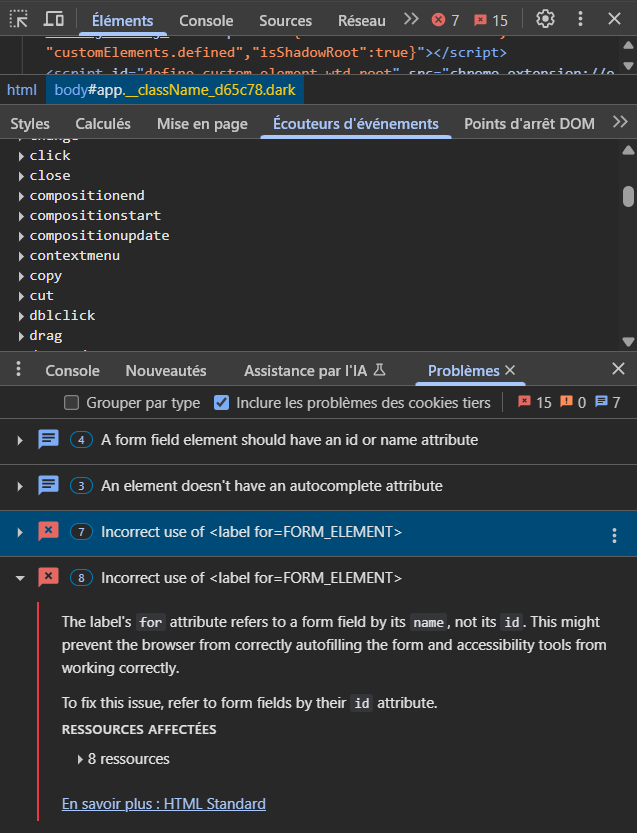 Éléments Console Sources Réseau 7 15
"customElements.defined","isShadowRoot":true}"></script>
<script id="define-custom-element-wtd-root" src="chrome-extension://o
html body#app.__className_d65c78.dark
Styles Calculés Mise en page Écouteurs d'événements Points d'arrêt DOM
change
click
close
compositionend
compositionstart
compositionupdate
contextmenu
copy
cut
dblclick
drag
Console Nouveautés Assistance par l'IA Problèmes
Grouper par type Inclure les problèmes des cookies tiers 15 0 7
4 A form field element should have an id or name attribute
3 An element doesn't have an autocomplete attribute
7 Incorrect use of <label for=FORM_ELEMENT>
8 Incorrect use of <label for=FORM_ELEMENT>
The label's for attribute refers to a form field by its name, not its id. This might
prevent the browser from correctly autofilling the form and accessibility tools from
working correctly.
To fix this issue, refer to form fields by their id attribute.
RESSOURCES AFFECTÉES
8 ressources
En savoir plus : HTML Standard